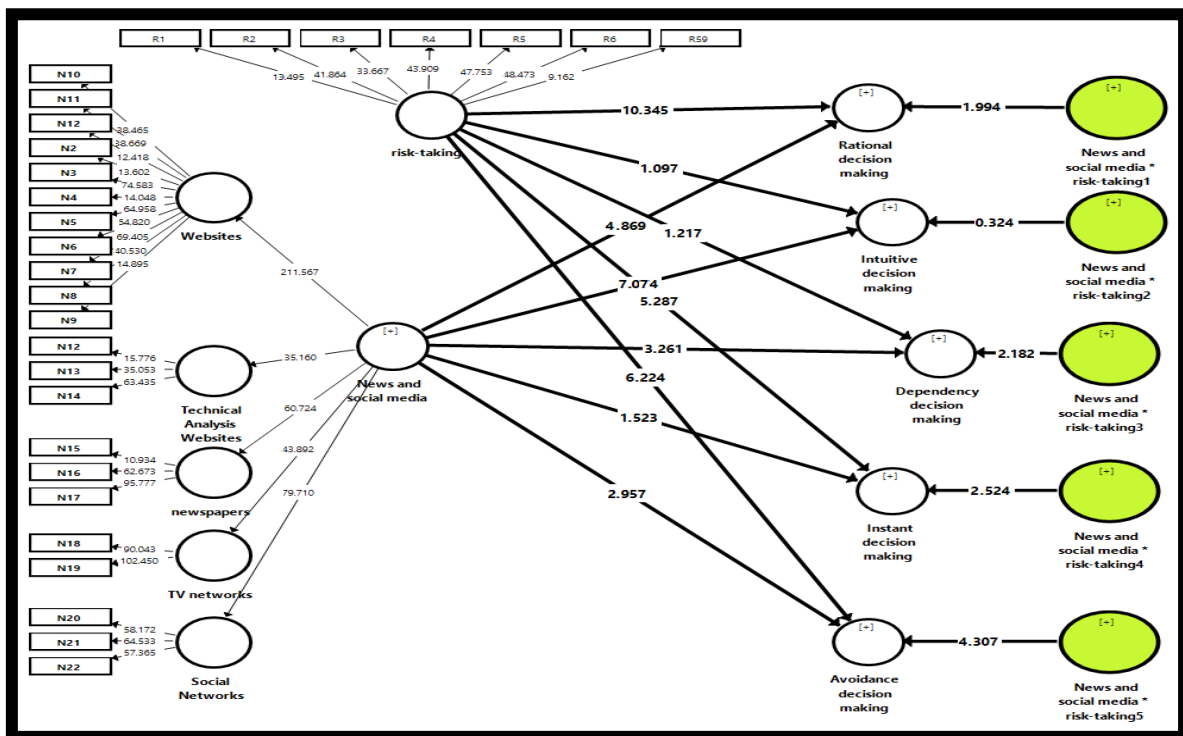 R1
R2
R3
R4
R5
R6
R59
13.495
41.864
33.667
43.909
47.753
48.473
9.162
risk-taking
N10
N11
N12
N2
N3
N4
N5
N6
N7
N8
N9
38.465
38.669
12.418
13.602
74.583
14.048
64.958
54.820
69.405
40.530
14.895
Websites
211.567
N12
N13
N14
15.776
35.053
63.435
Technical
Analysis
Websites
35.160
N15
N16
N17
10.934
62.673
95.777
newspapers
60.724
N18
N19
90.043
102.450
TV networks
43.892
N20
N21
N22
58.172
64.533
57.365
Social
Networks
79.710
[+]
News and
social media
10.345
1.097
1.217
5.287
6.224
4.869
7.074
3.261
1.523
2.957
[+]
Rational
decision
making
1.994
[+]
News and
social media *
risk-taking1
[+]
Intuitive
decision
making
0.324
[+]
News and
social media *
risk-taking2
[+]
Dependency
decision
making
2.182
[+]
News and
social media *
risk-taking3
[+]
Instant
decision
making
2.524
[+]
News and
social media *
risk-taking4
[+]
Avoidance
decision
making
4.307
[+]
News and
social media *
risk-taking5